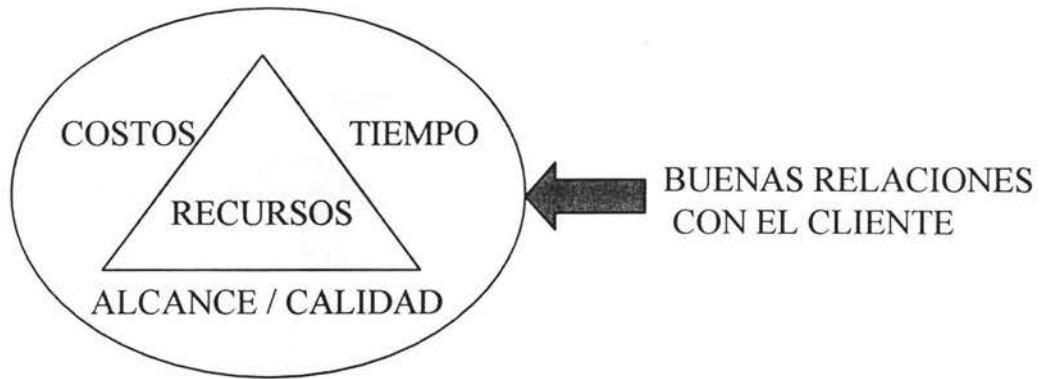 COSTOS
TIEMPO
RECURSOS
ALCANCE / CALIDAD
BUENAS RELACIONES
CON EL CLIENTE